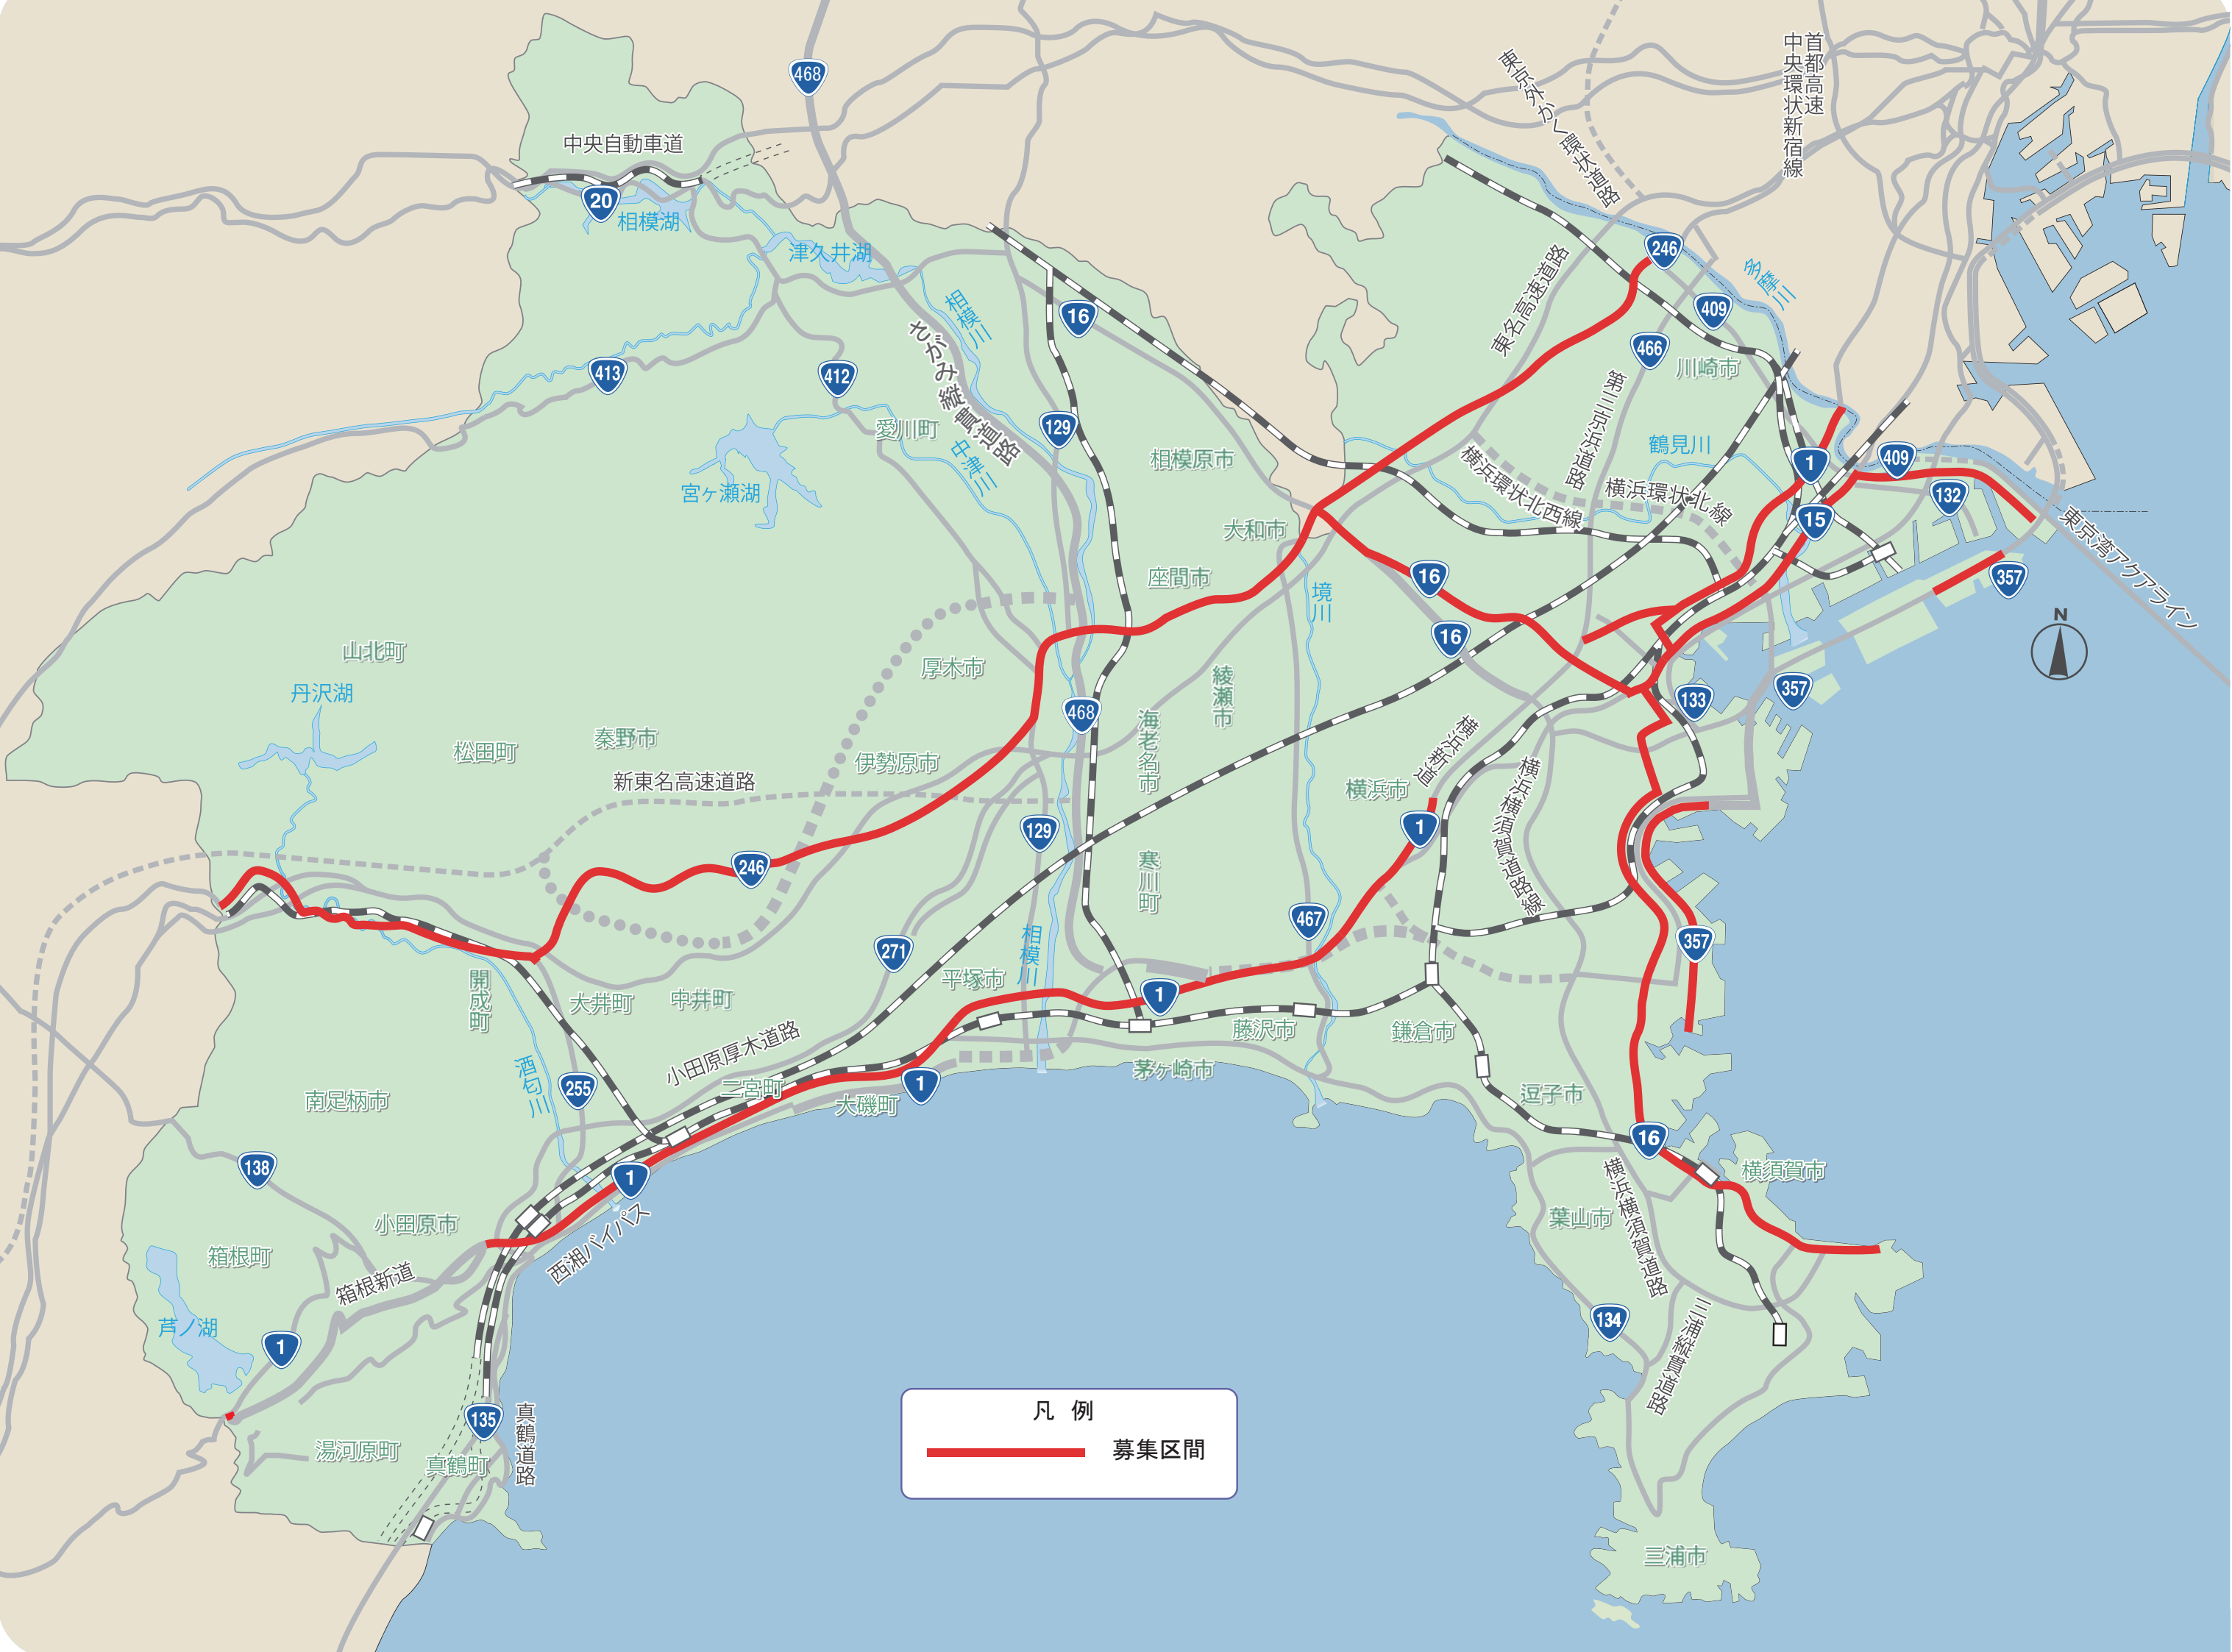 468
首都高速
中央環状新宿線
東京外かく環状道路
中央自動車道
20
相模湖
津久井湖
246
多摩川
東名高速道路
相模川
16
409
さがみ縦貫道路
466
川崎市
413
412
第三京浜道路
愛川町
129
中津川
相模原市
鶴見川
横浜環状北西線
横浜環状北線
1
409
132
宮ヶ瀬湖
15
大和市
東京湾アクアライン
座間市
16
境川
357
N
16
山北町
厚木市
丹沢湖
綾瀬市
133
357
468
海老名市
松田町
秦野市
伊勢原市
横浜新道
新東名高速道路
横浜市
横浜横須賀道路線
129
1
246
寒川町
467
357
271
相模川
平塚市
1
開成町
大井町
中井町
小田原厚木道路
藤沢市
鎌倉市
酒匂川
茅ヶ崎市
255
二宮町
1
大磯町
逗子市
南足柄市
16
138
横須賀市
1
横浜横須賀道路
小田原市
葉山市
西湘バイパス
箱根町
箱根新道
芦ノ湖
134
三浦縦貫道路
1
135
真鶴道路
凡 例
募集区間
湯河原町
真鶴町
三浦市